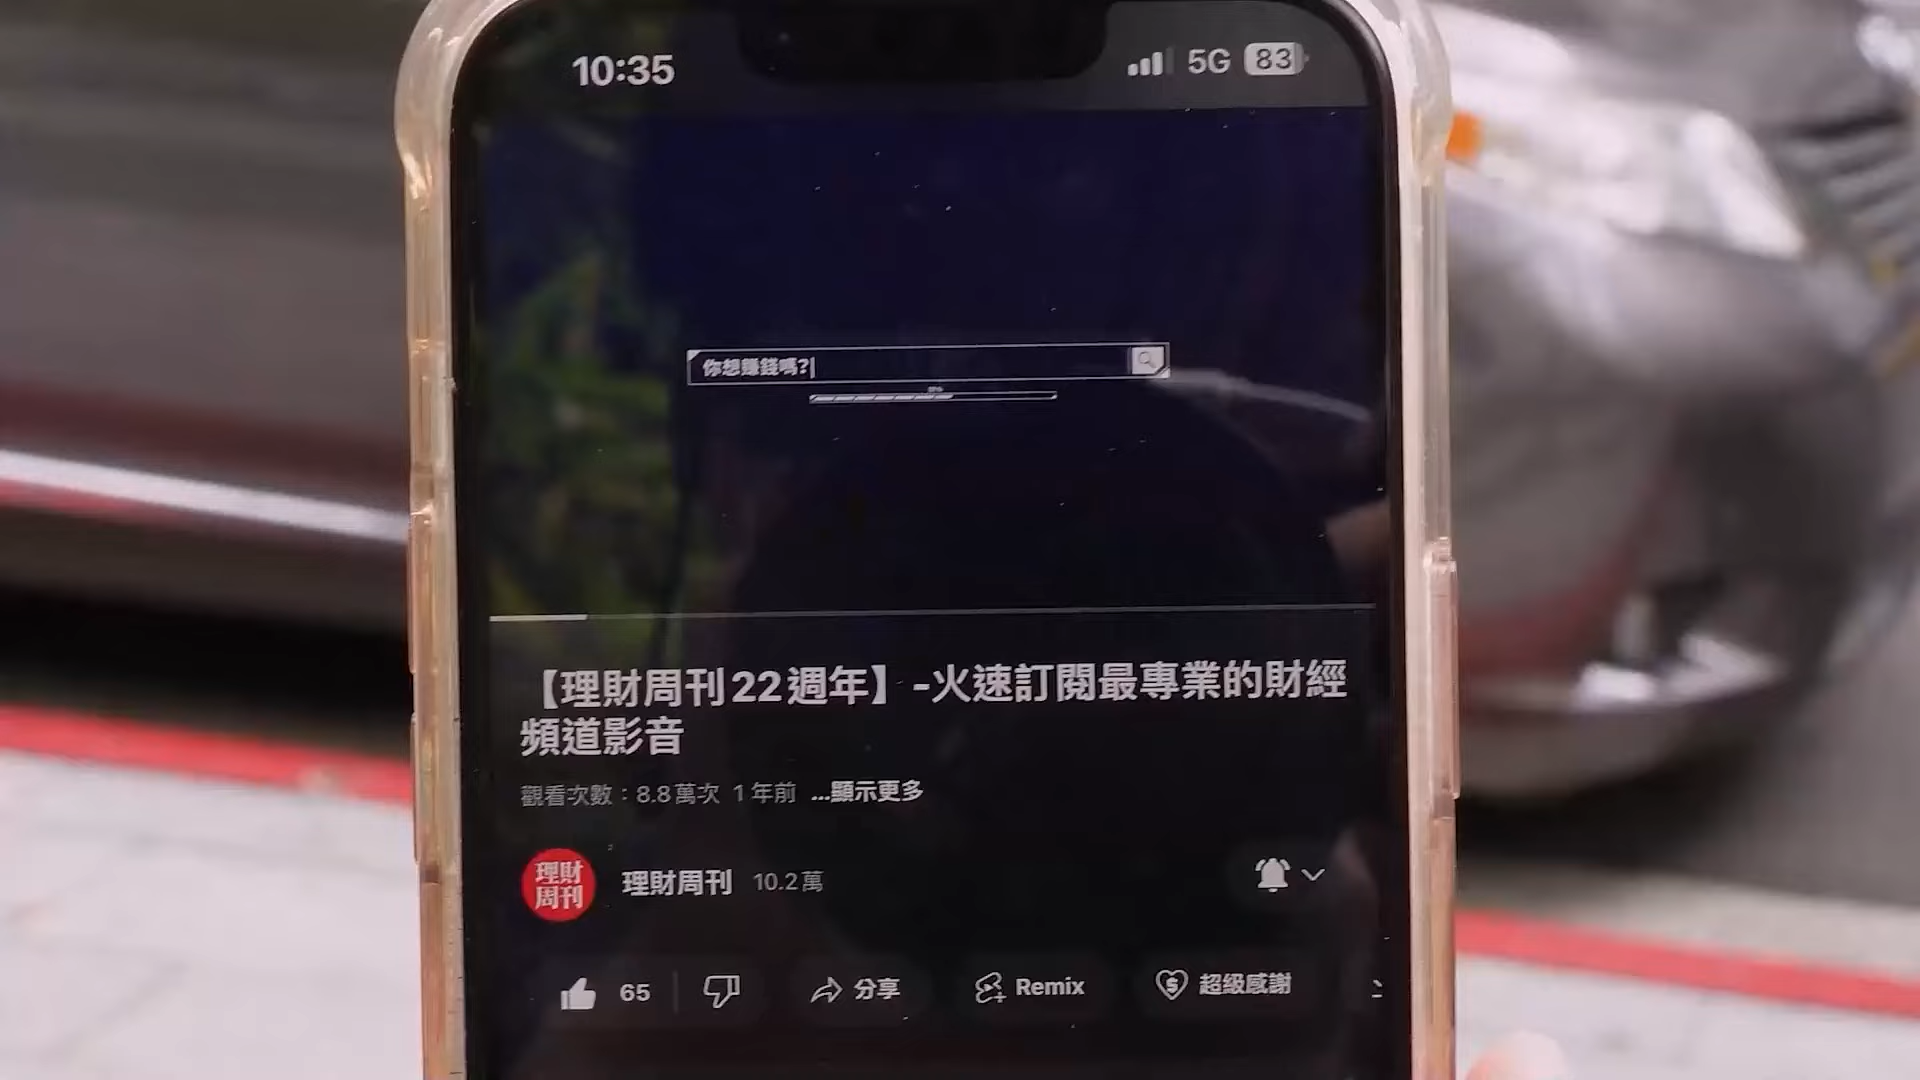 10:35
5G 83
你想賺錢嗎?
【理財周刊22週年】-火速訂閱最專業的財經
頻道影音
觀看次數：8.8萬次 1年前 ...顯示更多
理財
周刊
理財周刊 10.2萬
65
分享
Remix
超級感謝